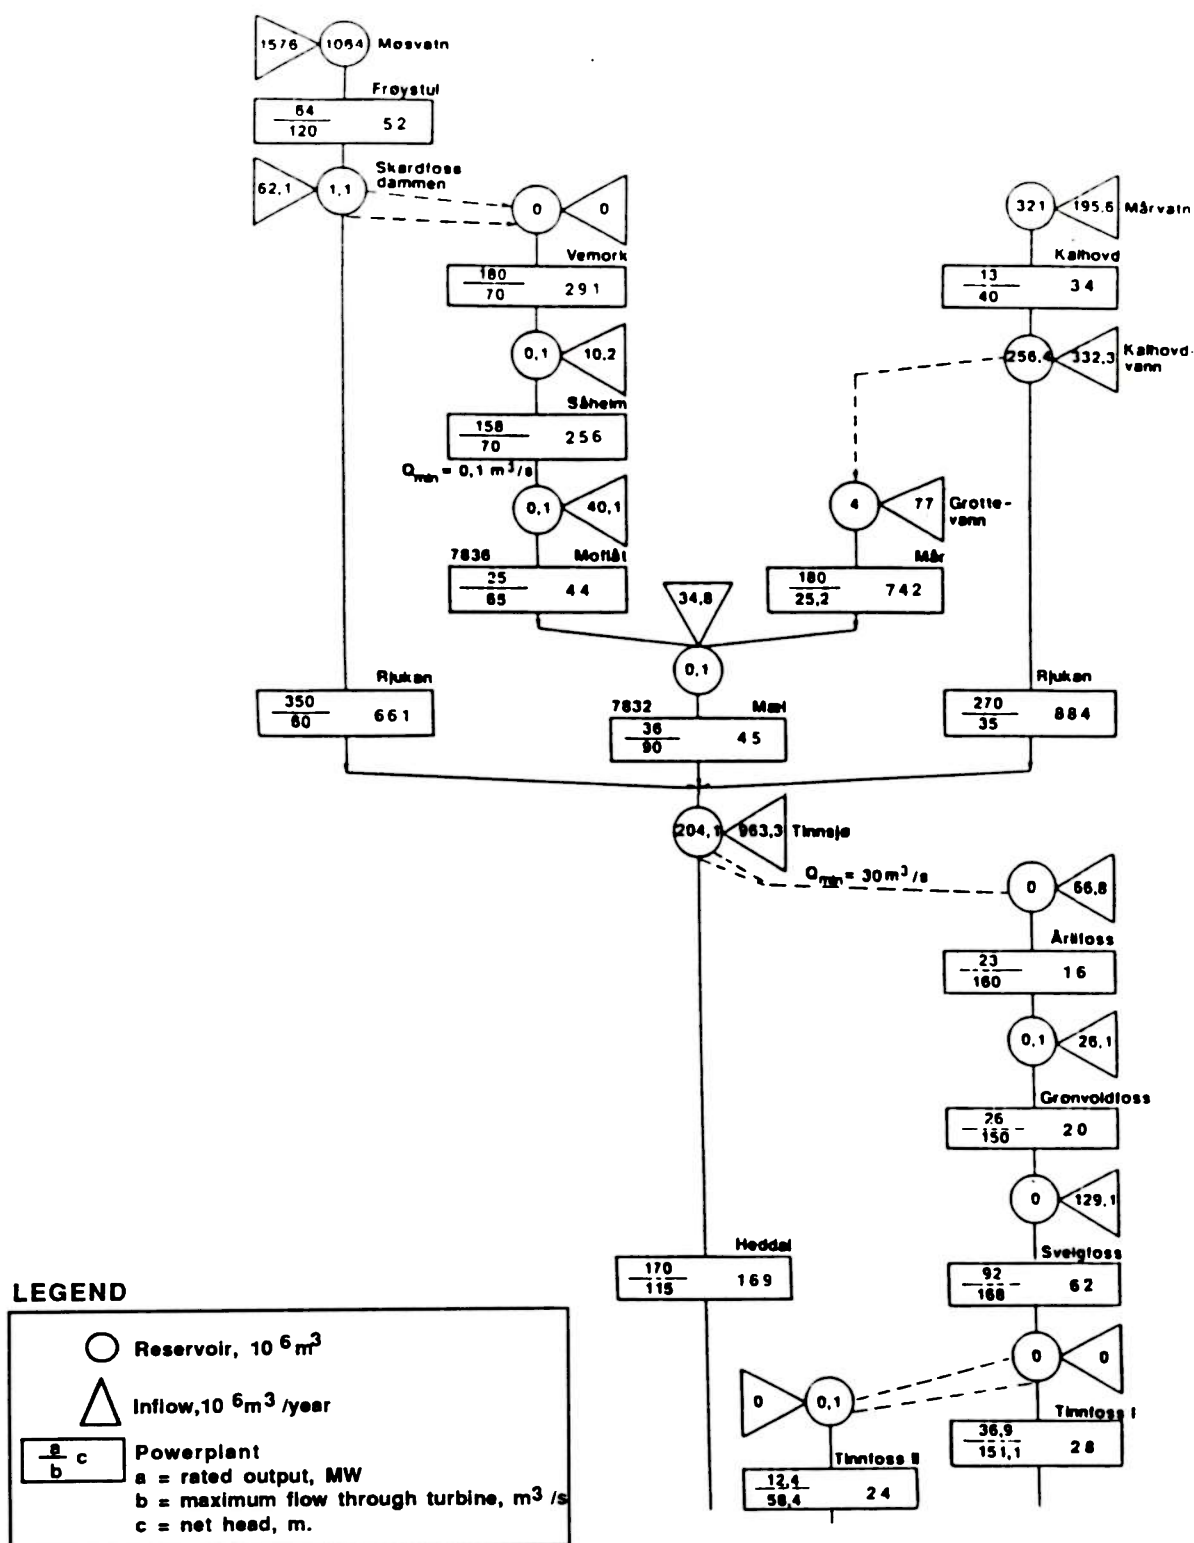 1576
1064
Møsvatn
Frøystul
64
120
52
62,1
1,1
Skardfoss
dammen
0
0
321
195.6
Mårvatn
Vemork
180
70
291
Kalhovd
13
40
34
0,1
10,2
256,4
332,3
Kalhovd-
vann
Såheim
158
70
256
Qmin = 0,1 m³/s
0,1
40,1
4
77
Grotte-
vann
7836
Moflåt
25
65
44
Mår
180
25,2
742
34,8
0,1
Rjukan
350
60
661
7832
Mæl
36
90
45
Rjukan
270
35
884
204,1
963,3
Tinnsjø
Qmin = 30 m³/s
0
66,8
Årlifoss
23
160
16
0,1
26,1
Grønvoldfoss
26
150
20
0
129,1
Heddal
170
115
169
Svelgfoss
92
168
62
0
0
0
0,1
Tinnfoss I
36,9
151,1
28
Tinnfoss II
12,4
58,4
24
LEGEND
Reservoir, 10 6 m3
Inflow, 10 6 m3 /year
a
b
c
Powerplant
a = rated output, MW
b = maximum flow through turbine, m3 /s
c = net head, m.